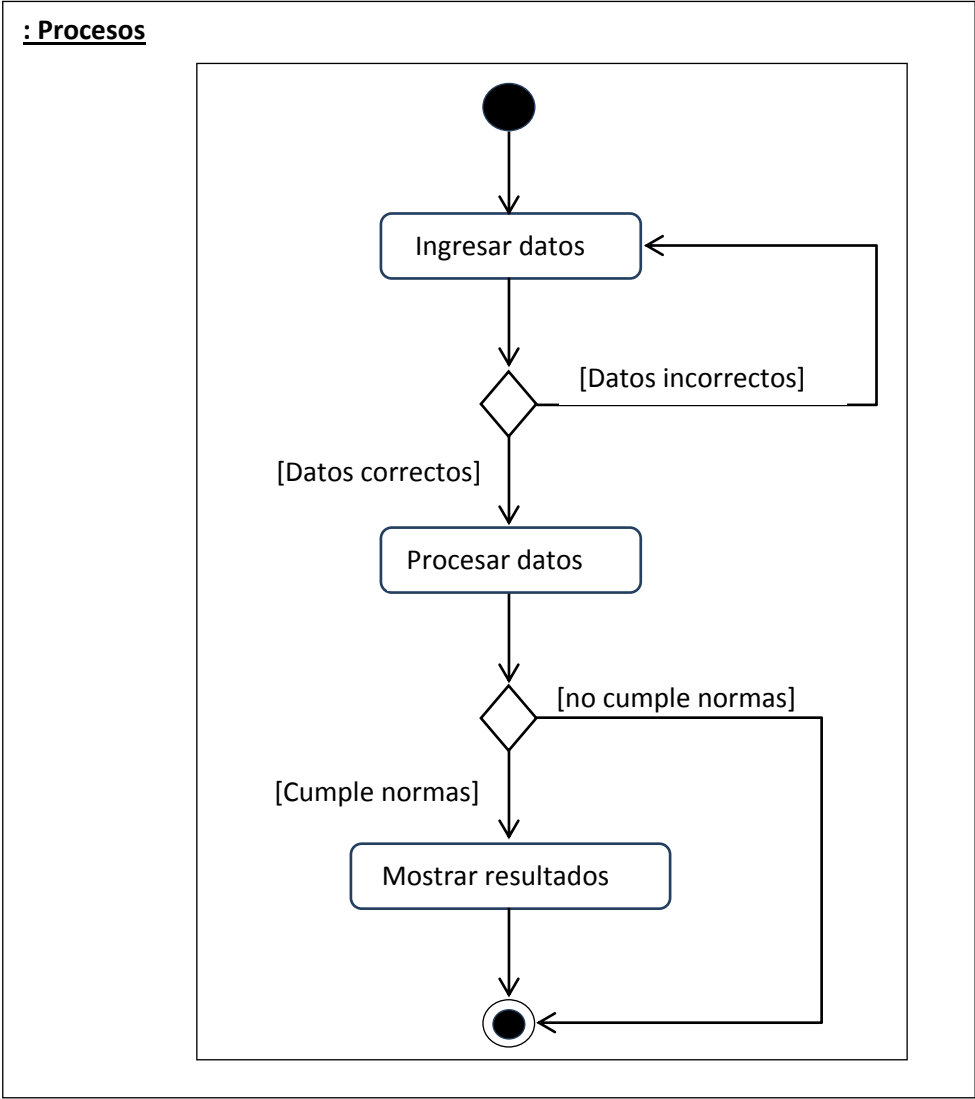 : Procesos
Ingresar datos
[Datos incorrectos]
[Datos correctos]
Procesar datos
[no cumple normas]
[Cumple normas]
Mostrar resultados